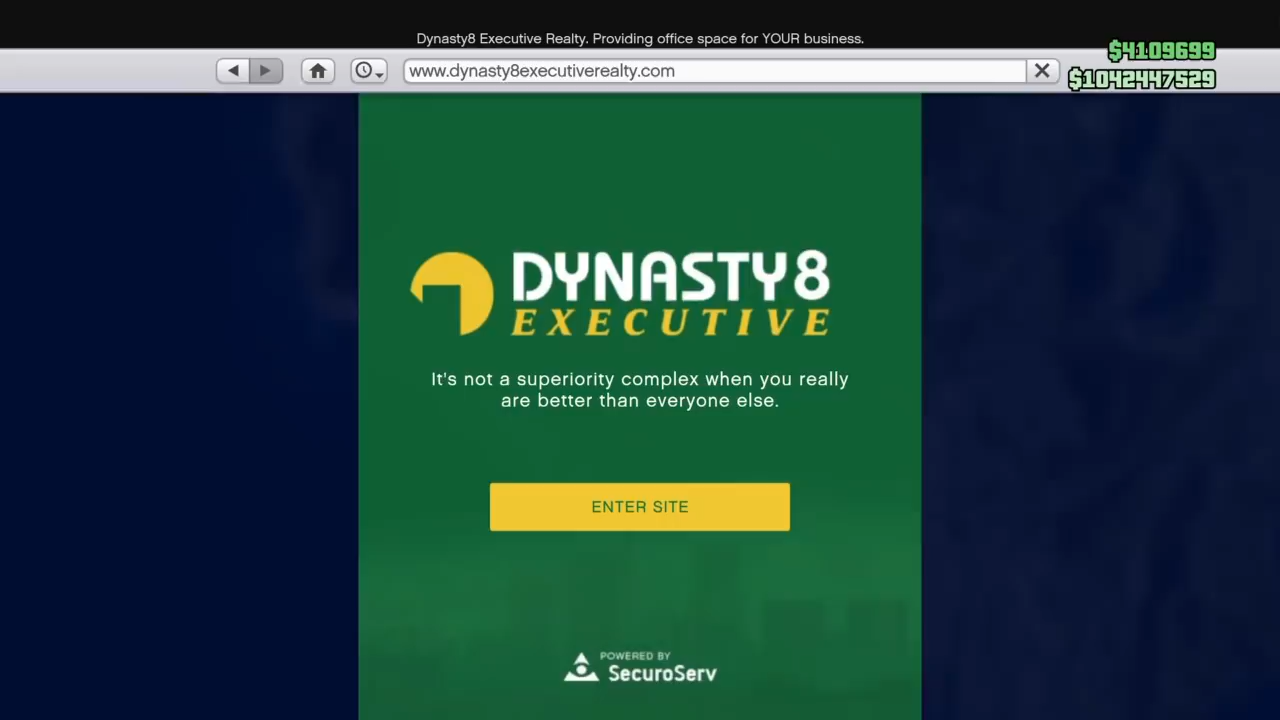 Dynasty8 Executive Realty. Providing office space for YOUR business.
$4109699
www.dynasty8executiverealty.com
$1042447529
DYNASTY8
EXECUTIVE
It's not a superiority complex when you really
are better than everyone else.
ENTER SITE
POWERED BY
SecuroServ